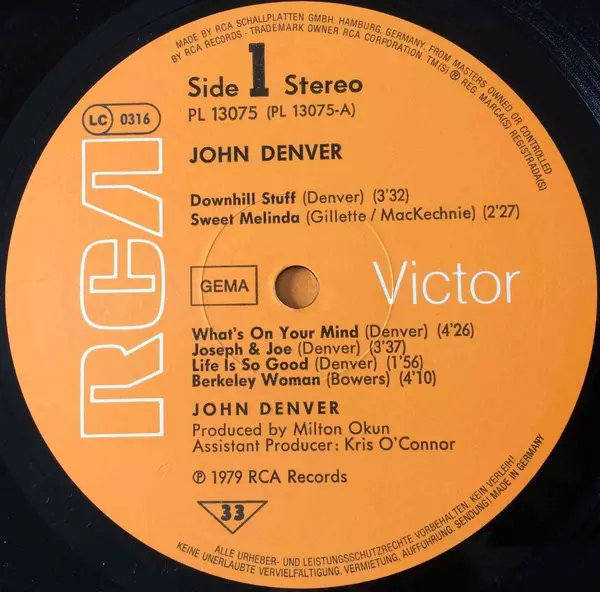 MADE BY RCA SCHALLPLATTEN GMBH, HAMBURG, GERMANY, FROM MASTERS OWNED OR CONTROLLED
BY RCA RECORDS · TRADEMARK OWNER RCA CORPORATION. TM(S) ® REG. MARCA(S) REGISTRADA(S)
Side 1 Stereo
PL 13075 (PL 13075-A)
LC 0316
JOHN DENVER
Downhill Stuff (Denver) (3'32)
Sweet Melinda (Gillette / MacKechnie) (2'27)
RCA
GEMA
Victor
What's On Your Mind (Denver) (4'26)
Joseph & Joe (Denver) (3'37)
Life Is So Good (Denver) (1'56)
Berkeley Woman (Bowers) (4'10)
JOHN DENVER
Produced by Milton Okun
Assistant Producer: Kris O'Connor
℗ 1979 RCA Records
33
ALLE URHEBER- UND LEISTUNGSSCHUTZRECHTE VORBEHALTEN, KEIN VERLEIH!
KEINE UNERLAUBTE VERVIELFÄLTIGUNG, VERMIETUNG, AUFFÜHRUNG, SENDUNG! MADE IN GERMANY